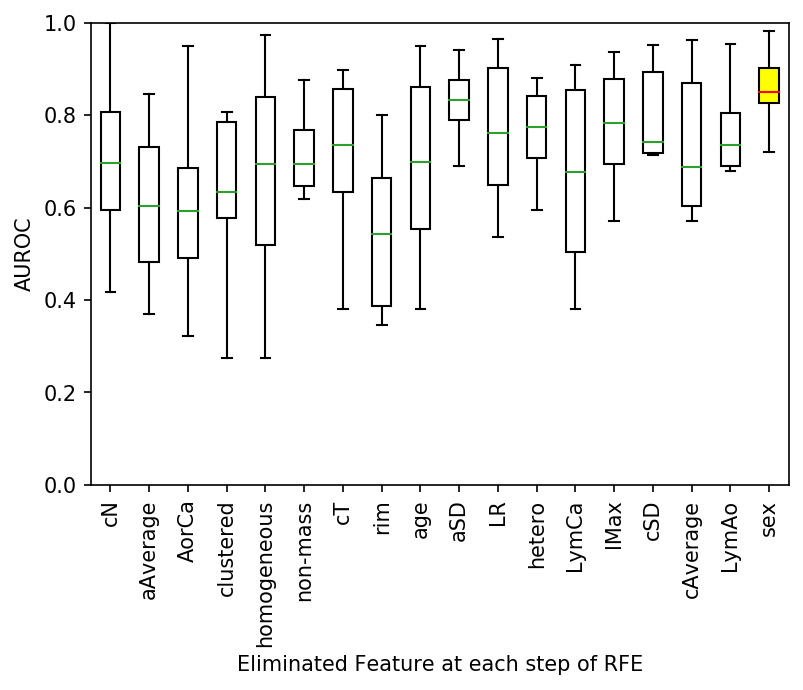 1.0
0.8
0.6
0.4
0.2
0.0
AUROC
cN
aAverage
AorCa
clustered
homogeneous
non-mass
cT
rim
age
aSD
LR
hetero
LymCa
lMax
cSD
cAverage
LymAo
sex
Eliminated Feature at each step of RFE